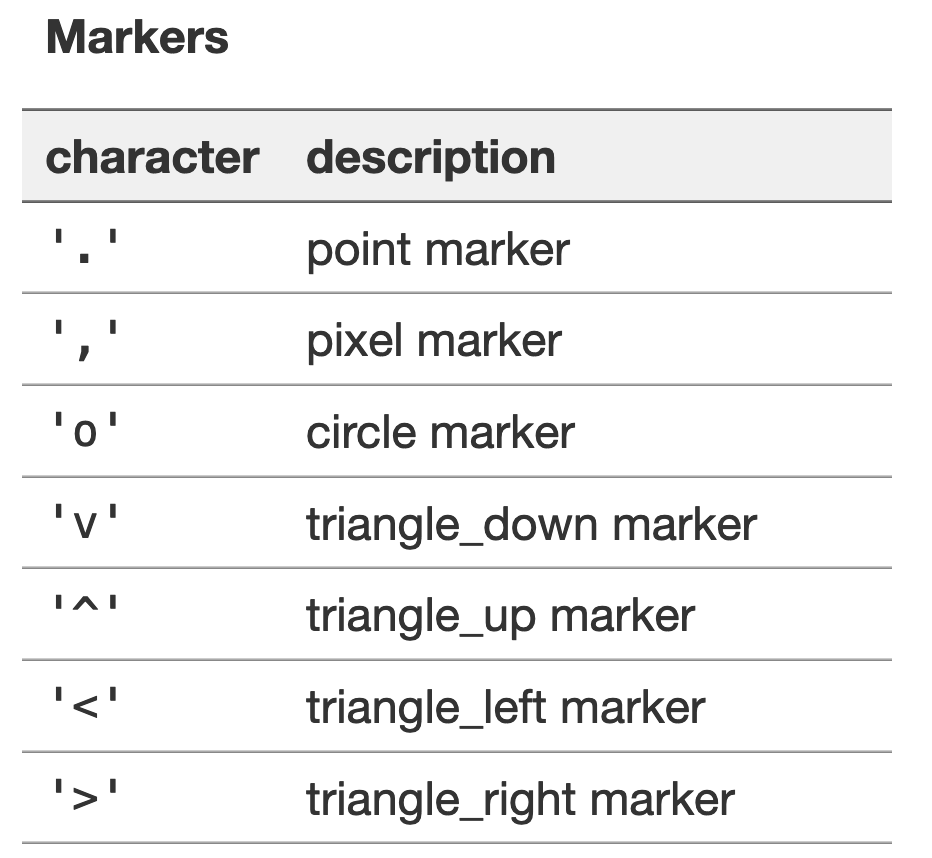 Markers
character description
'.' point marker
',' pixel marker
'o' circle marker
'v' triangle_down marker
'^' triangle_up marker
'<' triangle_left marker
'>' triangle_right marker